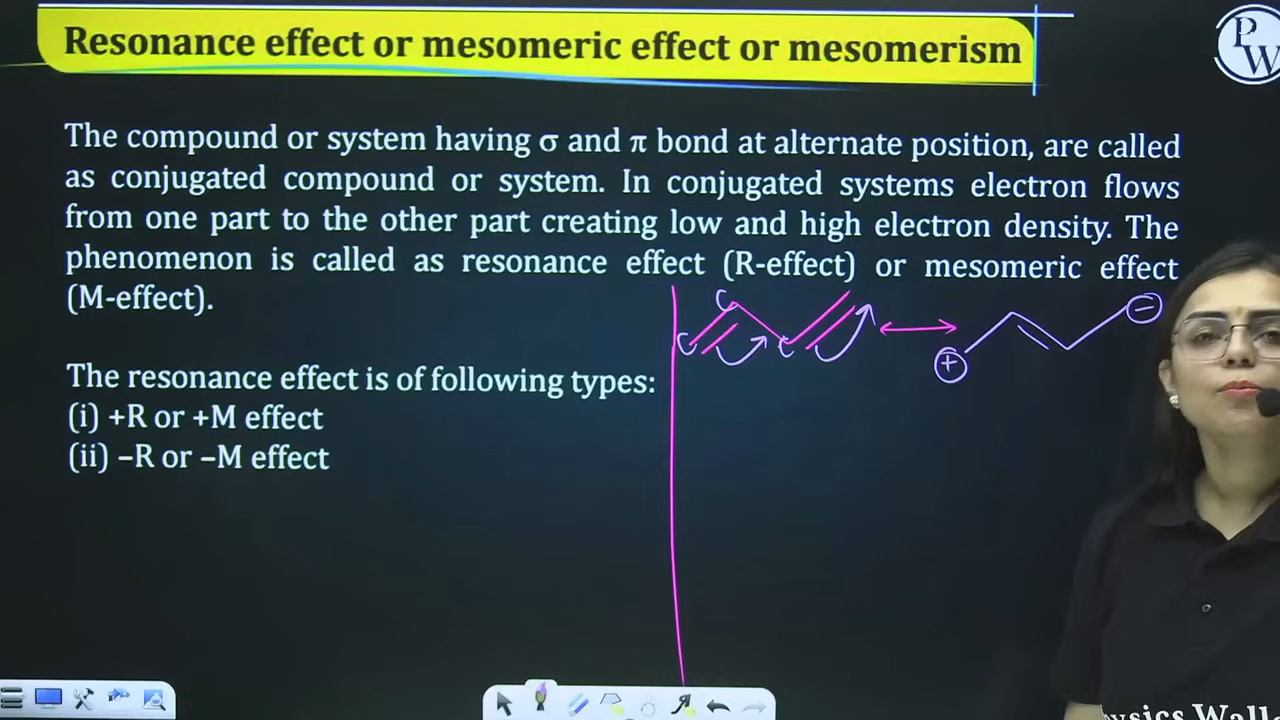 Resonance effect or mesomeric effect or mesomerism
PW
The compound or system having σ and π bond at alternate position, are called
as conjugated compound or system. In conjugated systems electron flows
from one part to the other part creating low and high electron density. The
phenomenon is called as resonance effect (R-effect) or mesomeric effect
(M-effect).
C
C C
+ −
The resonance effect is of following types:
(i) +R or +M effect
(ii) –R or –M effect